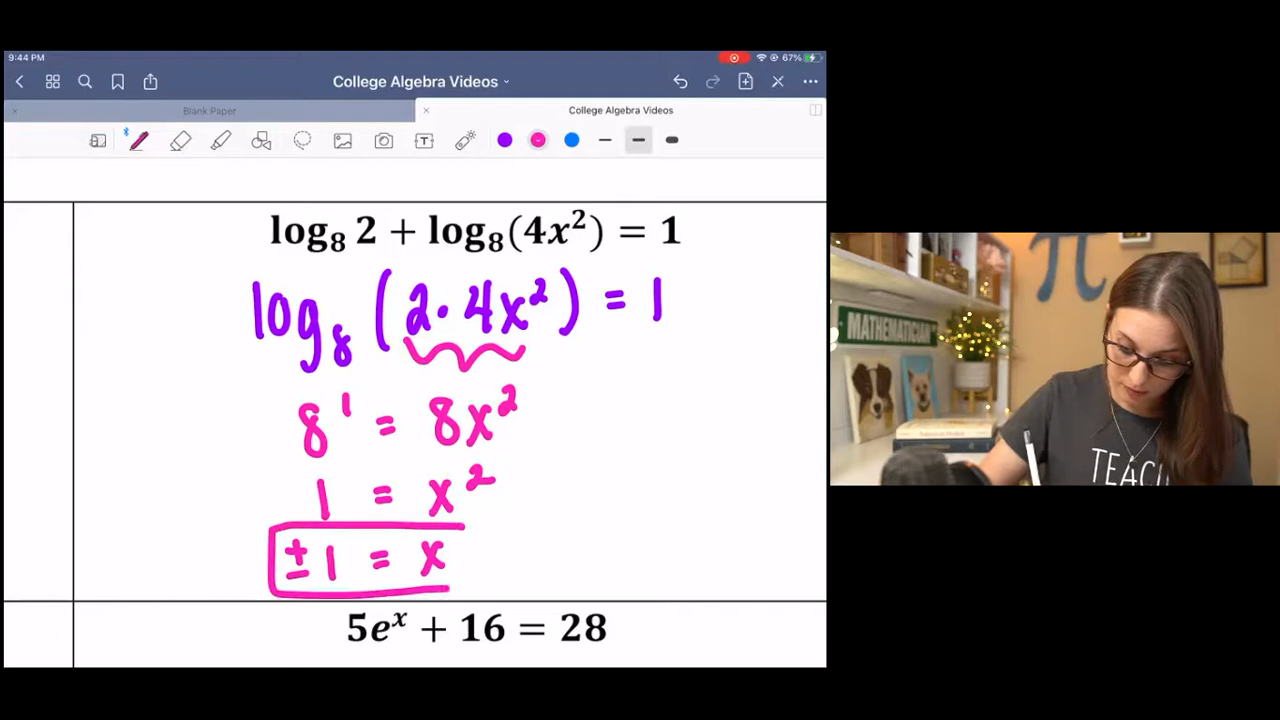 9:44 PM
67%
College Algebra Videos
Blank Paper
College Algebra Videos
log₈ 2 + log₈(4x²) = 1
log₈ (2 · 4x²) = 1
8¹ = 8x²
1 = x²
±1 = x
5eˣ + 16 = 28
MATHEMATICIAN